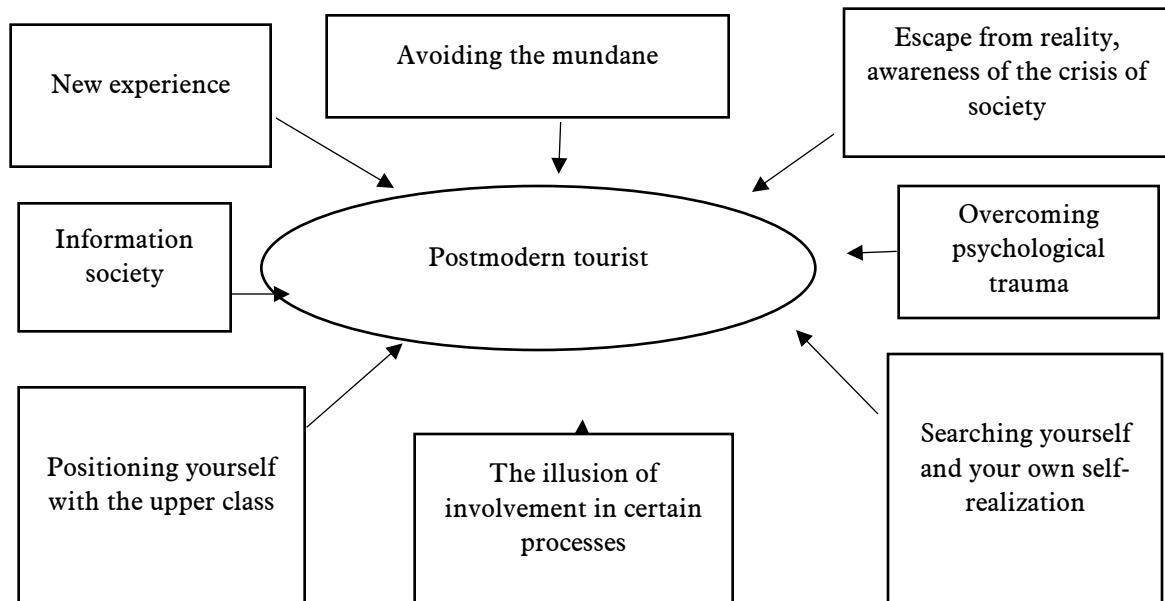 New experience
Avoiding the mundane
Escape from reality,
awareness of the crisis of
society
Information
society
Postmodern tourist
Overcoming
psychological
trauma
Positioning yourself
with the upper class
The illusion of
involvement in certain
processes
Searching yourself
and your own self-
realization